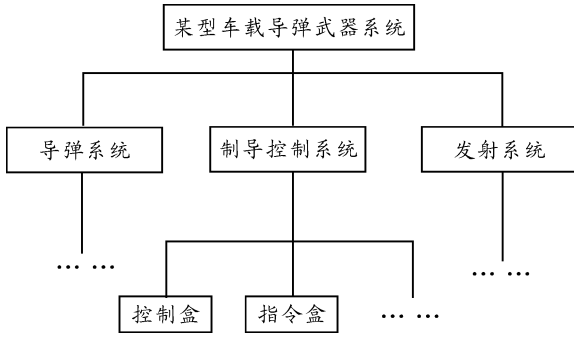 某型车载导弹武器系统
导弹系统
制导控制系统
发射系统
… …
… …
控制盒
指令盒
… …